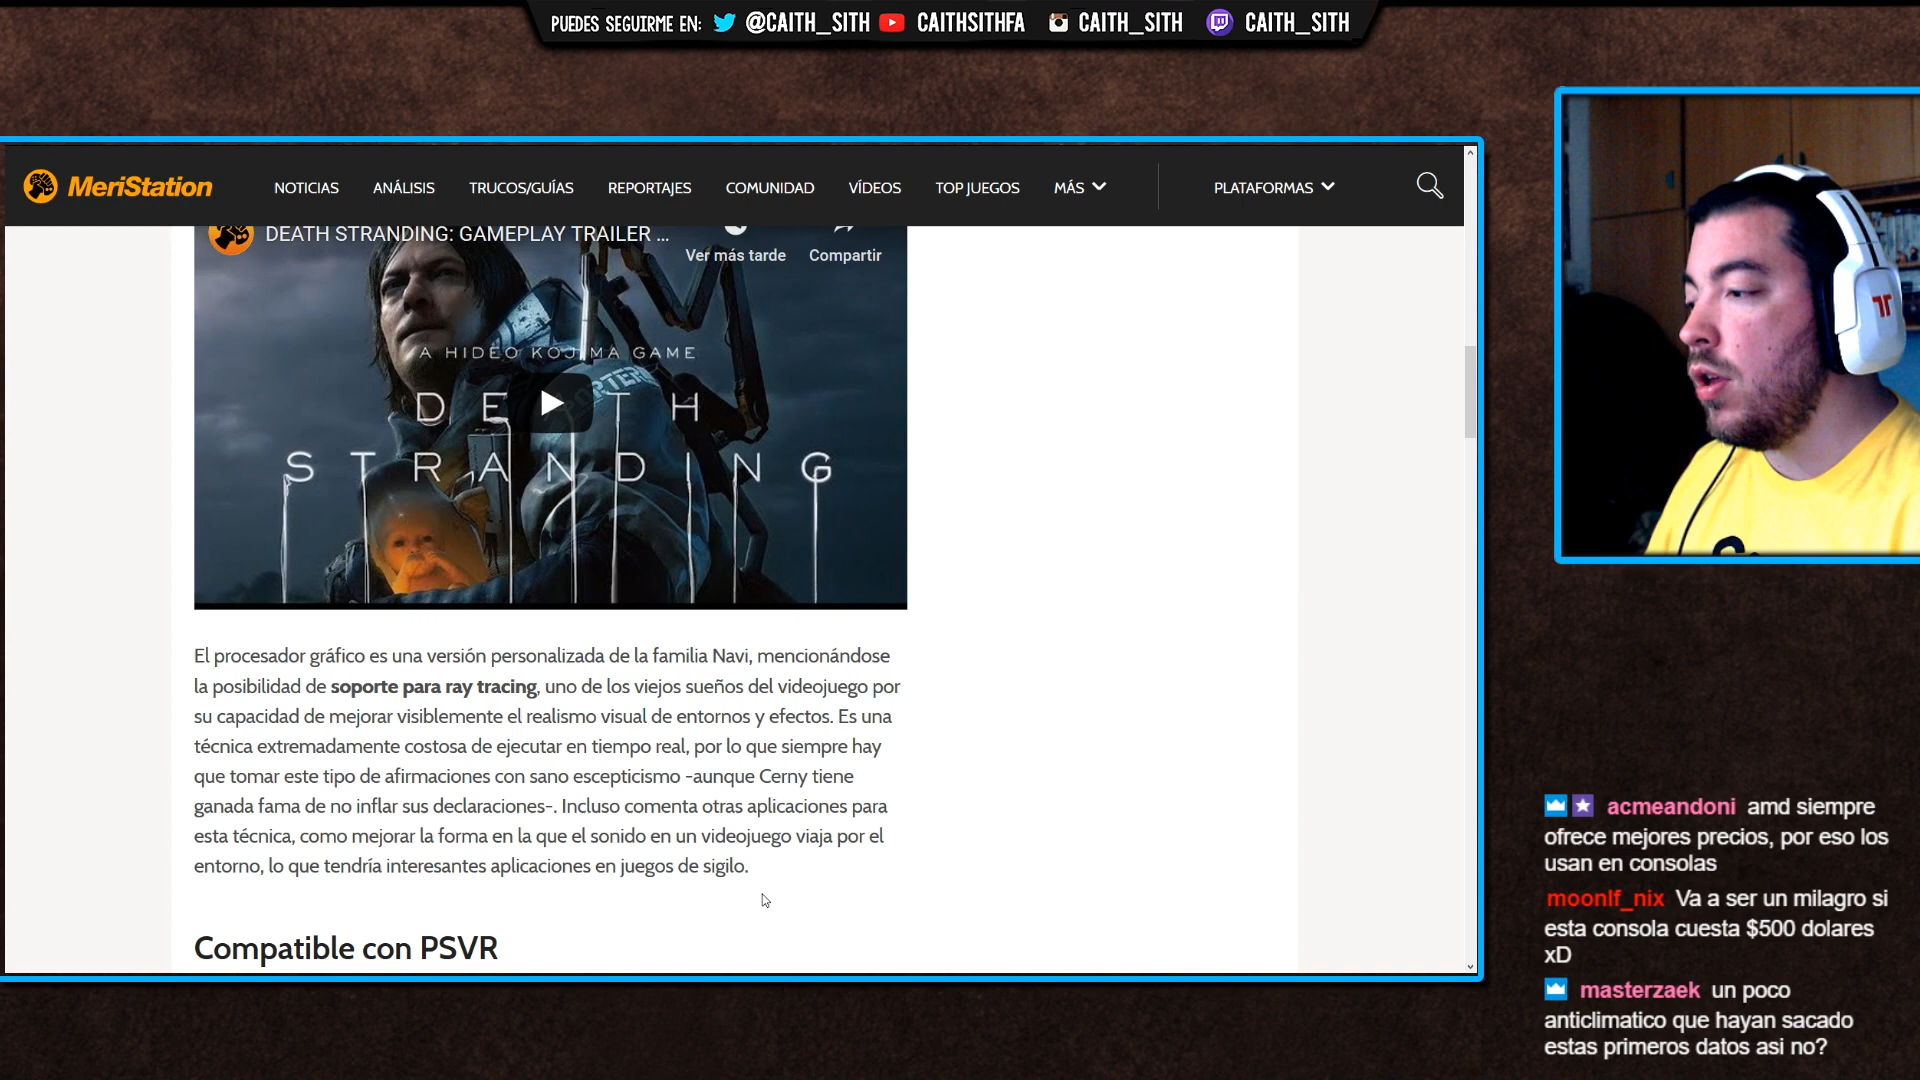 PUEDES SEGUIRME EN: @CAITH_SITH CAITHSITHFA CAITH_SITH CAITH_SITH
MeriStation NOTICIAS ANÁLISIS TRUCOS/GUÍAS REPORTAJES COMUNIDAD VÍDEOS TOP JUEGOS MÁS PLATAFORMAS
DEATH STRANDING: GAMEPLAY TRAILER ...
Ver más tarde Compartir
A HIDEO KOJIMA GAME
DEATH
STRANDING
El procesador gráfico es una versión personalizada de la familia Navi, mencionándose
la posibilidad de soporte para ray tracing, uno de los viejos sueños del videojuego por
su capacidad de mejorar visiblemente el realismo visual de entornos y efectos. Es una
técnica extremadamente costosa de ejecutar en tiempo real, por lo que siempre hay
que tomar este tipo de afirmaciones con sano escepticismo -aunque Cerny tiene
ganada fama de no inflar sus declaraciones-. Incluso comenta otras aplicaciones para
esta técnica, como mejorar la forma en la que el sonido en un videojuego viaja por el
entorno, lo que tendría interesantes aplicaciones en juegos de sigilo.
Compatible con PSVR
acmeandoni amd siempre
ofrece mejores precios, por eso los
usan en consolas
moonlf_nix Va a ser un milagro si
esta consola cuesta $500 dolares
xD
masterzaek un poco
anticlimatico que hayan sacado
estas primeros datos asi no?